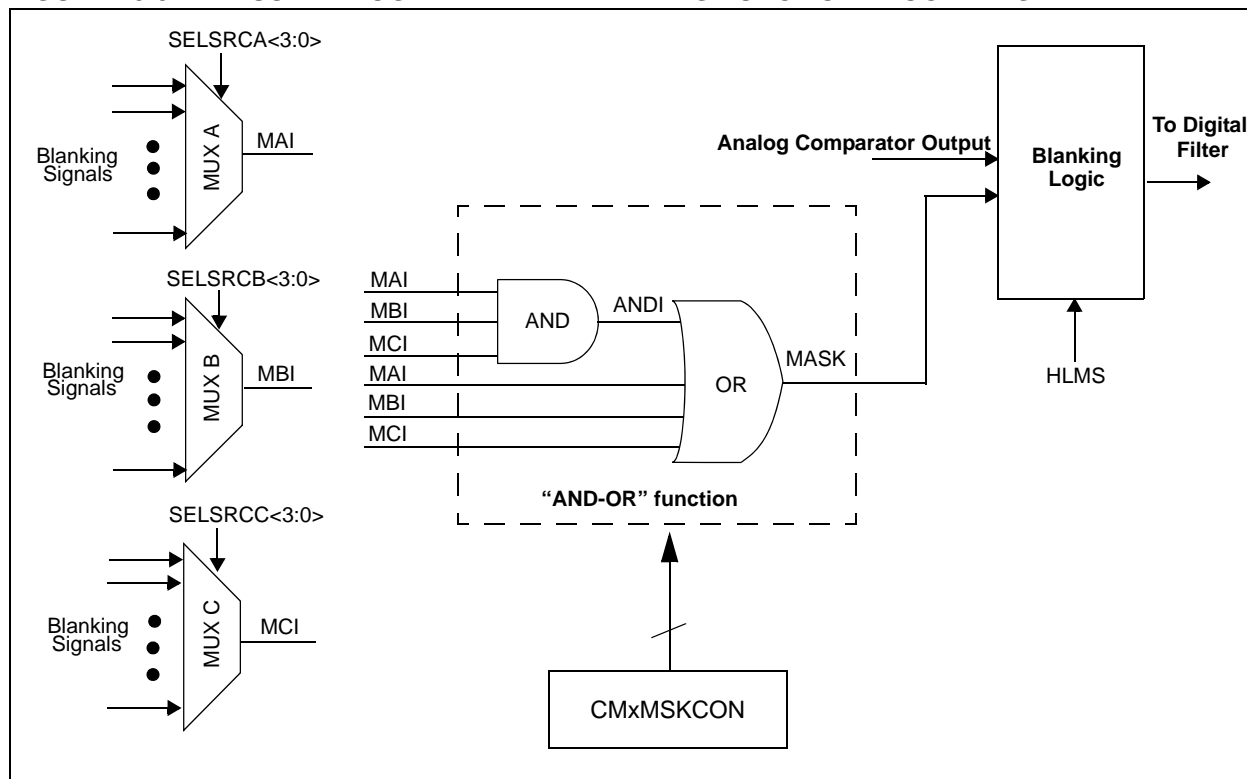 SELSRCA<3:0>
Blanking
Signals
MUX A
MAI
SELSRCB<3:0>
Blanking
Signals
MUX B
MBI
SELSRCC<3:0>
Blanking
Signals
MUX C
MCI
MAI
MBI
MCI
MAI
MBI
MCI
AND
ANDI
OR
MASK
“AND-OR” function
CMxMSKCON
Analog Comparator Output
Blanking
Logic
HLMS
To Digital
Filter